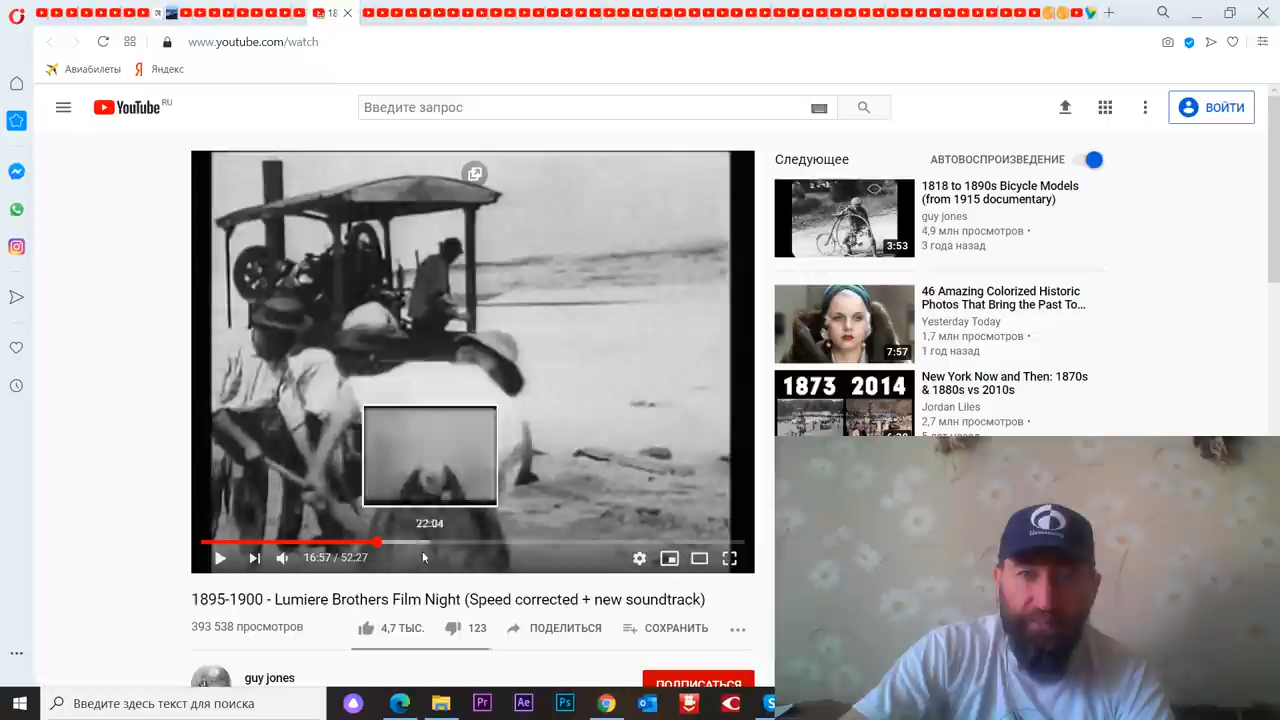 18
www.youtube.com/watch
Авиабилеты
Яндекс
YouTube RU
Введите запрос
ВОЙТИ
Следующее
АВТОВОСПРОИЗВЕДЕНИЕ
1818 to 1890s Bicycle Models
(from 1915 documentary)
guy jones
4,9 млн просмотров •
3 года назад
3:53
46 Amazing Colorized Historic
Photos That Bring the Past To...
Yesterday Today
1,7 млн просмотров •
1 год назад
7:57
1873 2014
New York Now and Then: 1870s
& 1880s vs 2010s
Jordan Liles
2,7 млн просмотров •
22:04
16:57 / 52:27
1895-1900 - Lumiere Brothers Film Night (Speed corrected + new soundtrack)
393 538 просмотров
4,7 ТЫС.
123
ПОДЕЛИТЬСЯ
СОХРАНИТЬ
guy jones
ПОДПИСАТЬСЯ
Введите здесь текст для поиска
Pr
Ae
Ps